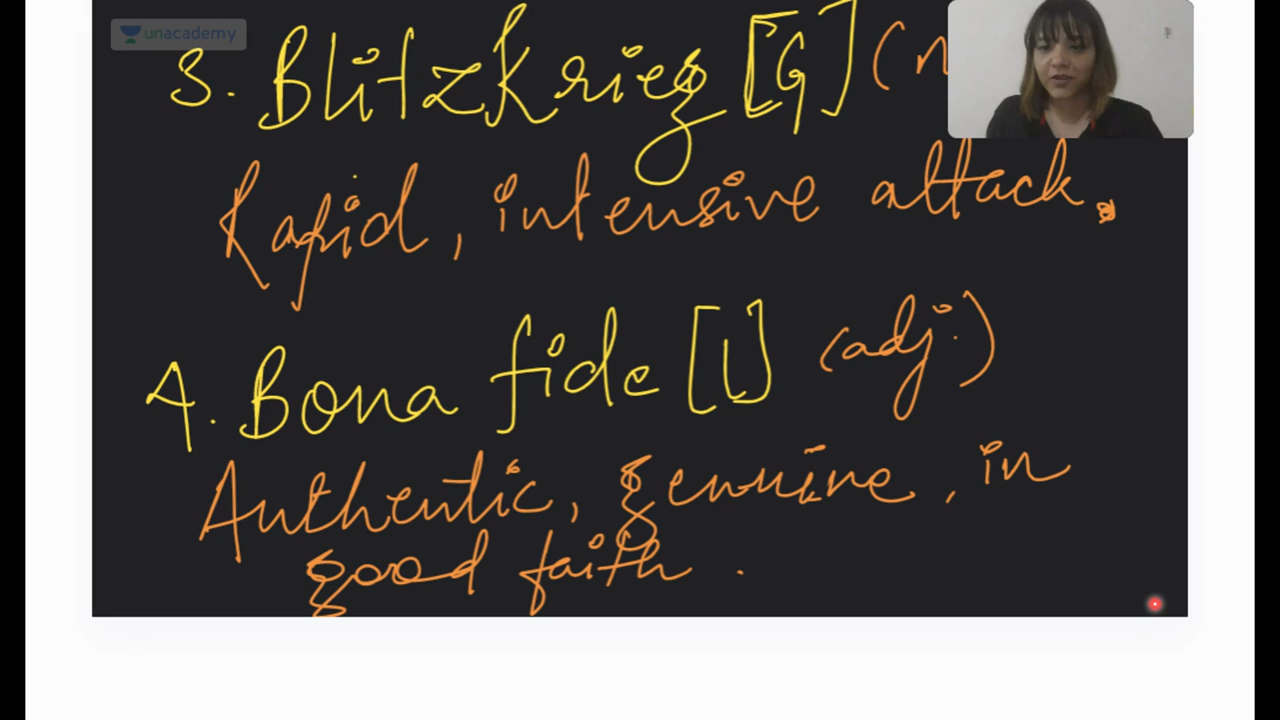 unacademy
3. Blitzkrieg [G] (n
Rapid, intensive attack.
4. Bona fide [L] (adj.)
Authentic, genuine, in
good faith.